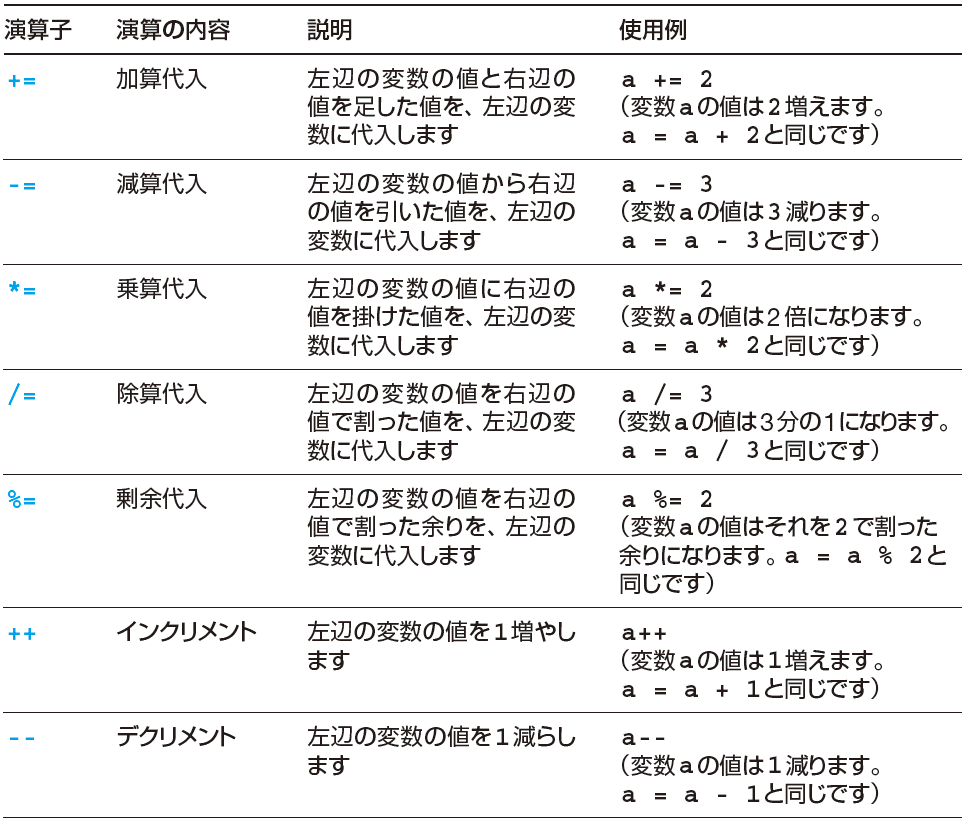 演算子 演算の内容 説明 使用例
+= 加算代入 左辺の変数の値と右辺の a += 2
値を足した値を、左辺の変 （変数aの値は2増えます。
数に代入します a = a + 2と同じです）
-= 減算代入 左辺の変数の値から右辺 a -= 3
の値を引いた値を、左辺の （変数aの値は3減ります。
変数に代入します a = a - 3と同じです）
*= 乗算代入 左辺の変数の値に右辺の a *= 2
値を掛けた値を、左辺の変 （変数aの値は2倍になります。
数に代入します a = a * 2と同じです）
/= 除算代入 左辺の変数の値を右辺の a /= 3
値で割った値を、左辺の変 （変数aの値は3分の1になります。
数に代入します a = a / 3と同じです）
%= 剰余代入 左辺の変数の値を右辺の a %= 2
値で割った余りを、左辺の （変数aの値はそれを2で割った
変数に代入します 余りになります。a = a % 2と
同じです）
++ インクリメント 左辺の変数の値を1増やし a++
ます （変数aの値は1増えます。
a = a + 1と同じです）
-- デクリメント 左辺の変数の値を1減らし a--
ます （変数aの値は1減ります。
a = a - 1と同じです）